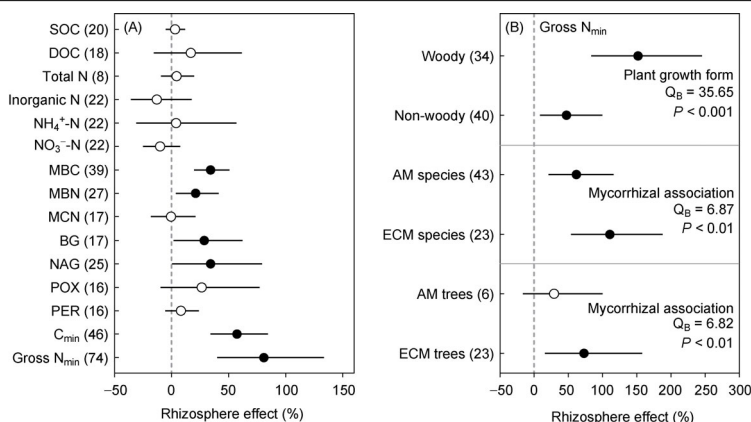 (A)
SOC (20)
DOC (18)
Total N (8)
Inorganic N (22)
NH₄⁺-N (22)
NO₃⁻-N (22)
MBC (39)
MBN (27)
MCN (17)
BG (17)
NAG (25)
POX (16)
PER (16)
Cmin (46)
Gross Nmin (74)
−50 0 50 100 150
Rhizosphere effect (%)
(B) Gross Nmin
Woody (34)
Plant growth form
QB = 35.65
P < 0.001
Non-woody (40)
AM species (43)
Mycorrhizal association
QB = 6.87
P < 0.01
ECM species (23)
AM trees (6)
Mycorrhizal association
QB = 6.82
P < 0.01
ECM trees (23)
−50 0 50 100 150 200 250 300
Rhizosphere effect (%)